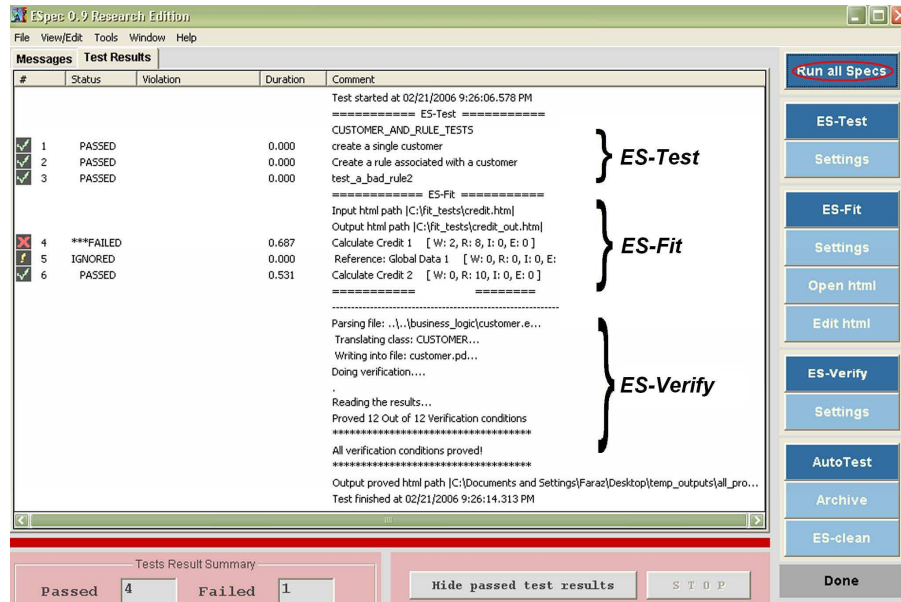 ESpec 0.9 Research Edition
File View/Edit Tools Window Help
Messages Test Results
# Status Violation Duration Comment
Test started at 02/21/2006 9:26:06.578 PM
=========== ES-Test ===========
CUSTOMER_AND_RULE_TESTS
1 PASSED 0.000 create a single customer
2 PASSED 0.000 Create a rule associated with a customer
3 PASSED 0.000 test_a_bad_rule2
============ ES-Fit ===========
Input html path |C:\fit_tests\credit.htm|
Output html path |C:\fit_tests\credit_out.htm|
4 ***FAILED 0.687 Calculate Credit 1 [ W: 2, R: 8, I: 0, E: 0 ]
5 IGNORED 0.000 Reference: Global Data 1 [ W: 0, R: 0, I: 0, E:
6 PASSED 0.531 Calculate Credit 2 [ W: 0, R: 10, I: 0, E: 0 ]
=========== ========
------------------------------------------------------------
Parsing file: ..\..\business_logic\customer.e...
Translating class: CUSTOMER...
Writing into file: customer.pd...
Doing verification....
.
Reading the results...
Proved 12 Out of 12 Verification conditions
************************************
All verification conditions proved!
************************************
Output proved html path |C:\Documents and Settings\Faraz\Desktop\temp_outputs\all_pro...
Test finished at 02/21/2006 9:26:14.313 PM
ES-Test
ES-Fit
ES-Verify
Run all Specs
ES-Test
Settings
ES-Fit
Settings
Open html
Edit html
ES-Verify
Settings
AutoTest
Archive
ES-clean
Done
Tests Result Summary
Passed 4 Failed 1
Hide passed test results
STOP